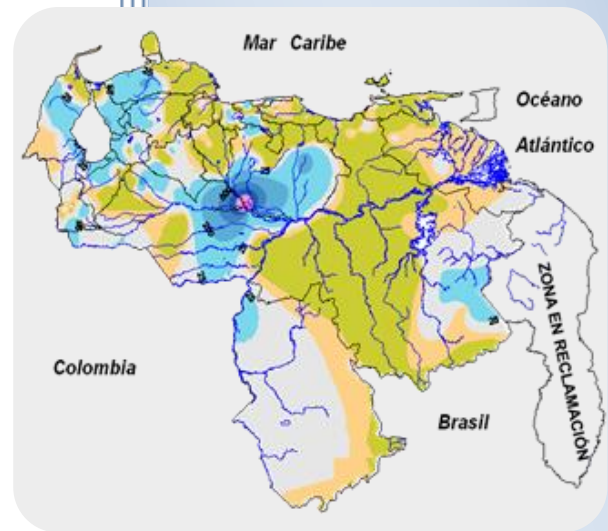 Mar Caribe
Océano
Atlántico
ZONA EN RECLAMACIÓN
Colombia
Brasil